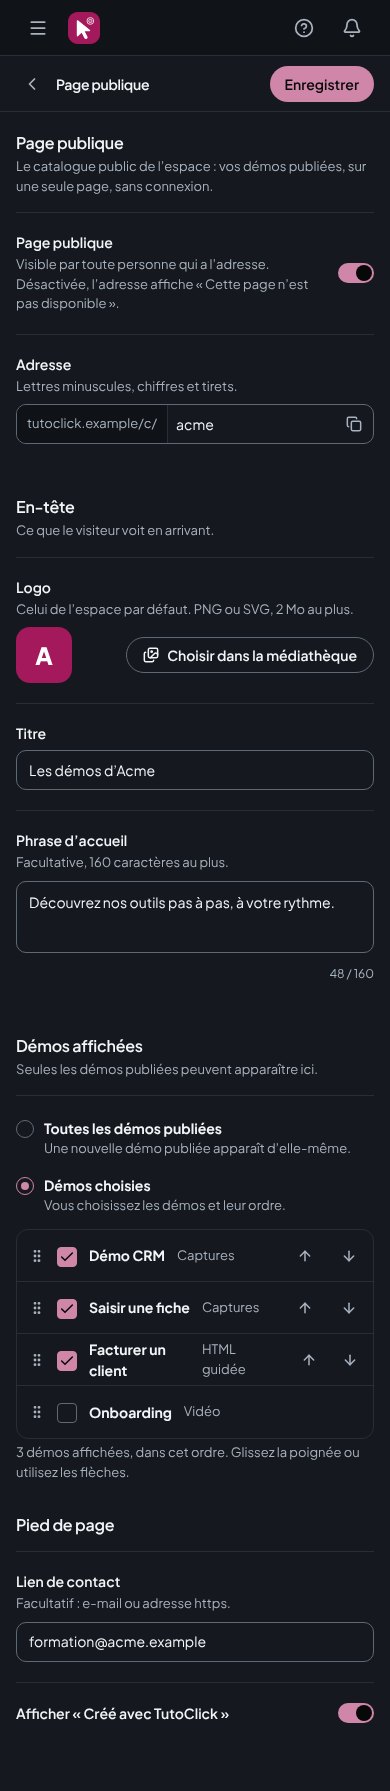 Page publique
Enregistrer
Page publique
Le catalogue public de l'espace : vos démos publiées, sur
une seule page, sans connexion.
Page publique
Visible par toute personne qui a l'adresse.
Désactivée, l'adresse affiche « Cette page n'est
pas disponible ».
Adresse
Lettres minuscules, chiffres et tirets.
tutoclick.example/c/ acme
En-tête
Ce que le visiteur voit en arrivant.
Logo
Celui de l'espace par défaut. PNG ou SVG, 2 Mo au plus.
A
Choisir dans la médiathèque
Titre
Les démos d'Acme
Phrase d'accueil
Facultative, 160 caractères au plus.
Découvrez nos outils pas à pas, à votre rythme.
48 / 160
Démos affichées
Seules les démos publiées peuvent apparaître ici.
Toutes les démos publiées
Une nouvelle démo publiée apparaît d'elle-même.
Démos choisies
Vous choisissez les démos et leur ordre.
Démo CRM Captures
Saisir une fiche Captures
Facturer un
client
HTML
guidée
Onboarding Vidéo
3 démos affichées, dans cet ordre. Glissez la poignée ou
utilisez les flèches.
Pied de page
Lien de contact
Facultatif : e-mail ou adresse https.
formation@acme.example
Afficher « Créé avec TutoClick »